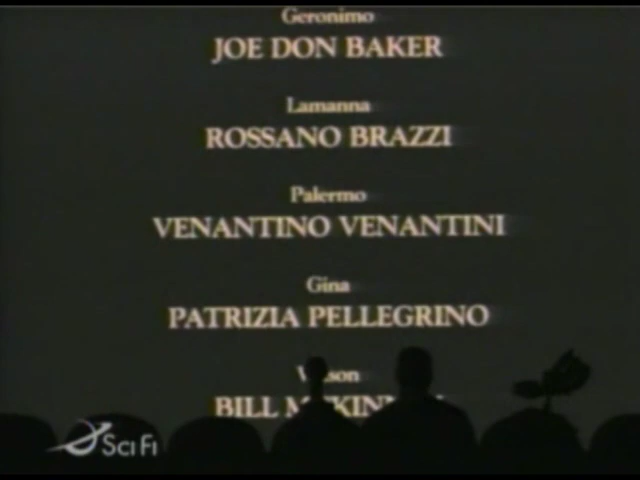 Geronimo
JOE DON BAKER
Lamanna
ROSSANO BRAZZI
Palermo
VENANTINO VENANTINI
Gina
PATRIZIA PELLEGRINO
BILL
SCI FI